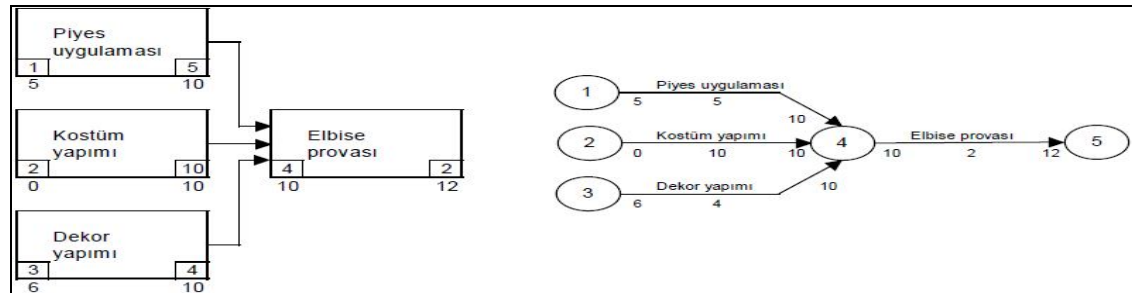 Piyes
uygulaması
1 5
5 10
Kostüm
yapımı
2 10
0 10
Dekor
yapımı
3 4
6 10
Elbise
provası
4 2
10 12
1 Piyes uygulaması
5 5 10
2 Kostüm yapımı 4 Elbise provası 5
0 10 10 10 2 12
3 Dekor yapımı
6 4 10